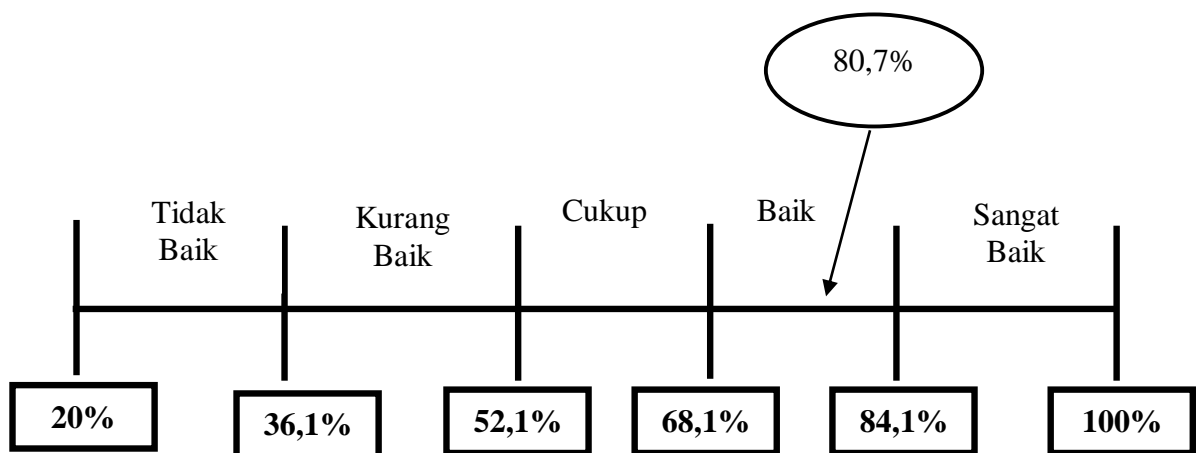 80,7%
Tidak
Baik
Kurang
Baik
Cukup
Baik
Sangat
Baik
20%
36,1%
52,1%
68,1%
84,1%
100%